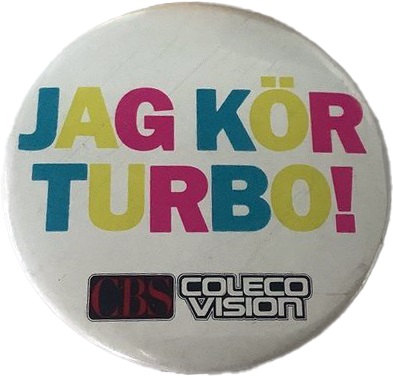 JAG KÖR
TURBO!
CBS COLECO
VISION